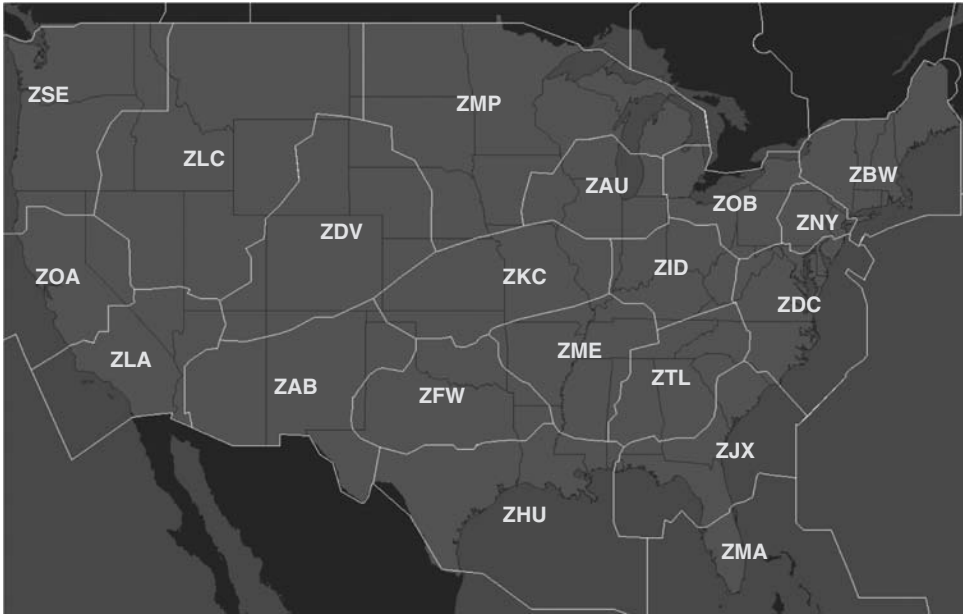 ZSE
ZMP
ZLC
ZAU
ZBW
ZOB
ZNY
ZDV
ZOA
ZKC
ZID
ZDC
ZLA
ZME
ZTL
ZAB
ZFW
ZJX
ZHU
ZMA